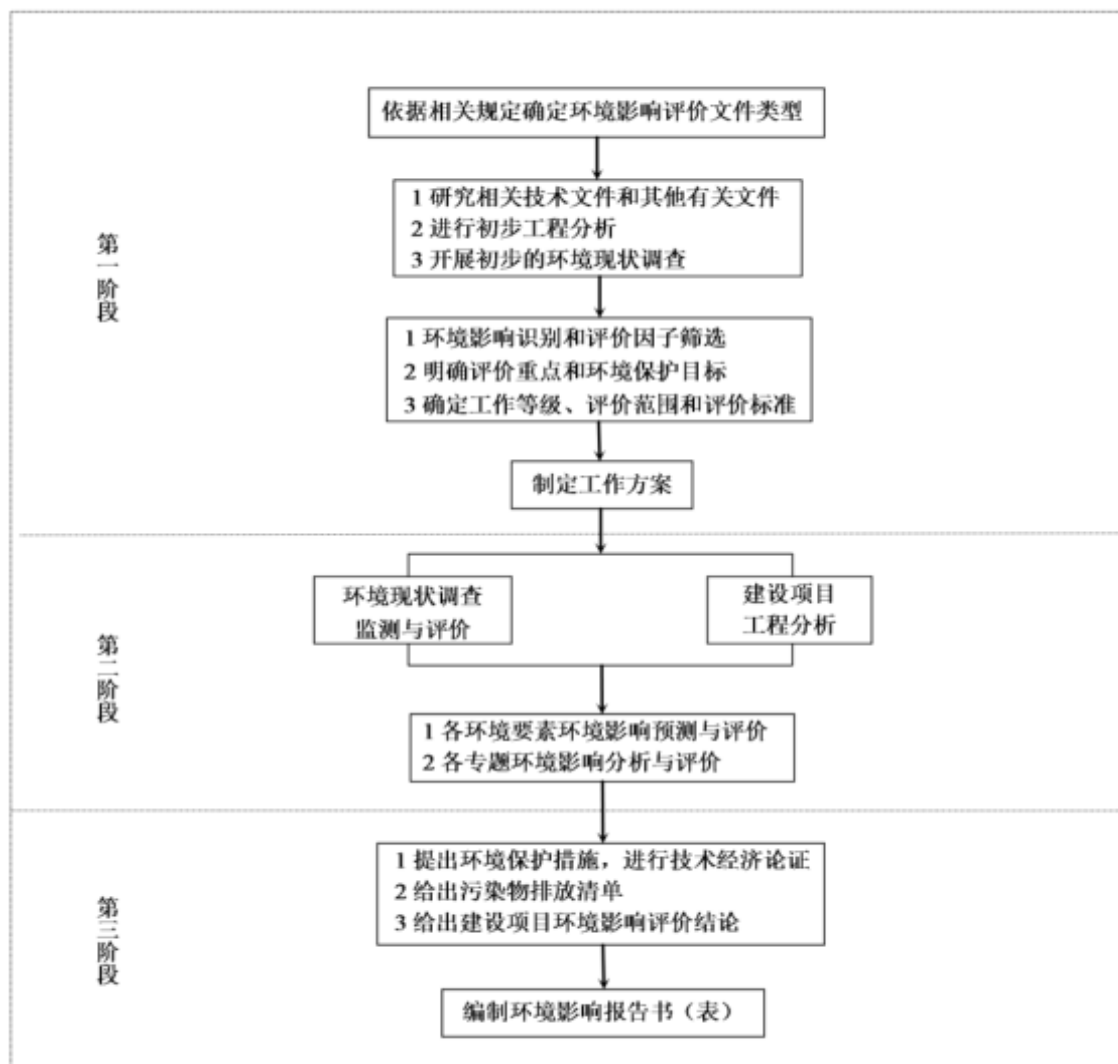 依据相关规定确定环境影响评价文件类型
1 研究相关技术文件和其他有关文件
2 进行初步工程分析
3 开展初步的环境现状调查
第一阶段
1 环境影响识别和评价因子筛选
2 明确评价重点和环境保护目标
3 确定工作等级、评价范围和评价标准
制定工作方案
环境现状调查
监测与评价
建设项目
工程分析
第二阶段
1 各环境要素环境影响预测与评价
2 各专题环境影响分析与评价
1 提出环境保护措施，进行技术经济论证
2 给出污染物排放清单
3 给出建设项目环境影响评价结论
第三阶段
编制环境影响报告书（表）